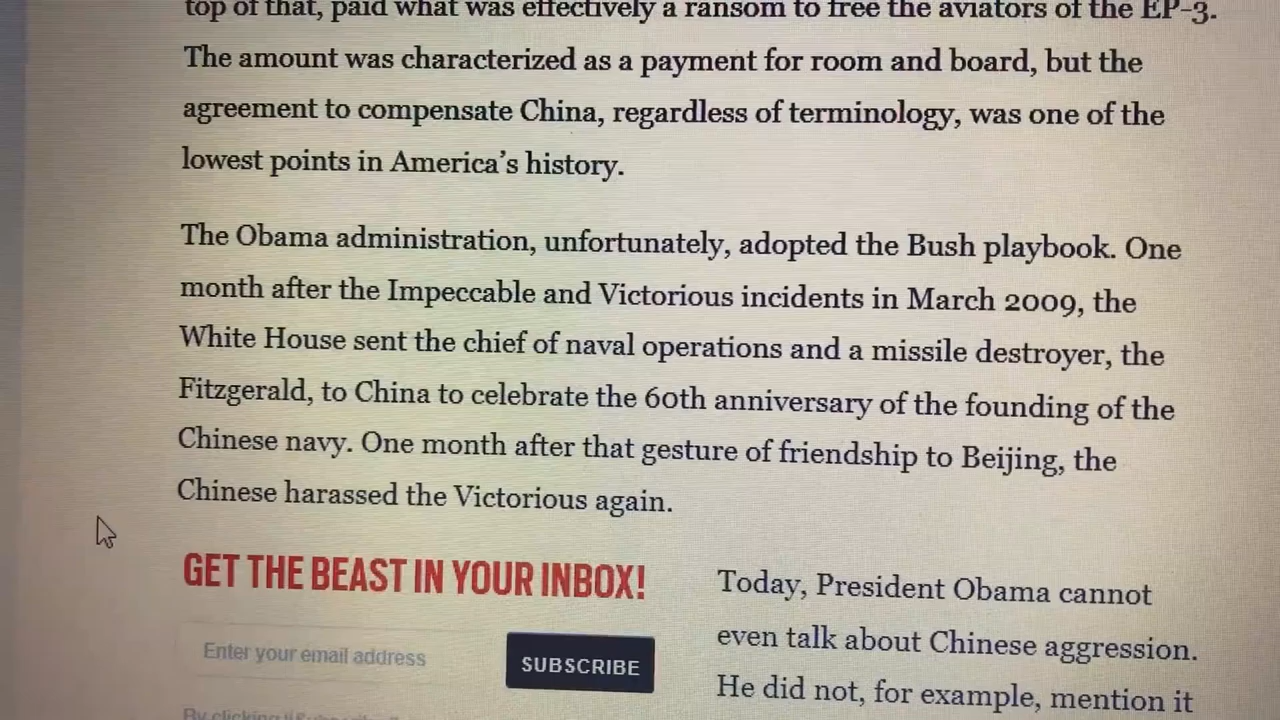 top of that, paid what was effectively a ransom to free the aviators of the EP-3.
The amount was characterized as a payment for room and board, but the
agreement to compensate China, regardless of terminology, was one of the
lowest points in America's history.
The Obama administration, unfortunately, adopted the Bush playbook. One
month after the Impeccable and Victorious incidents in March 2009, the
White House sent the chief of naval operations and a missile destroyer, the
Fitzgerald, to China to celebrate the 60th anniversary of the founding of the
Chinese navy. One month after that gesture of friendship to Beijing, the
Chinese harassed the Victorious again.
GET THE BEAST IN YOUR INBOX!
Enter your email address
SUBSCRIBE
By clicking
Today, President Obama cannot
even talk about Chinese aggression.
He did not, for example, mention it